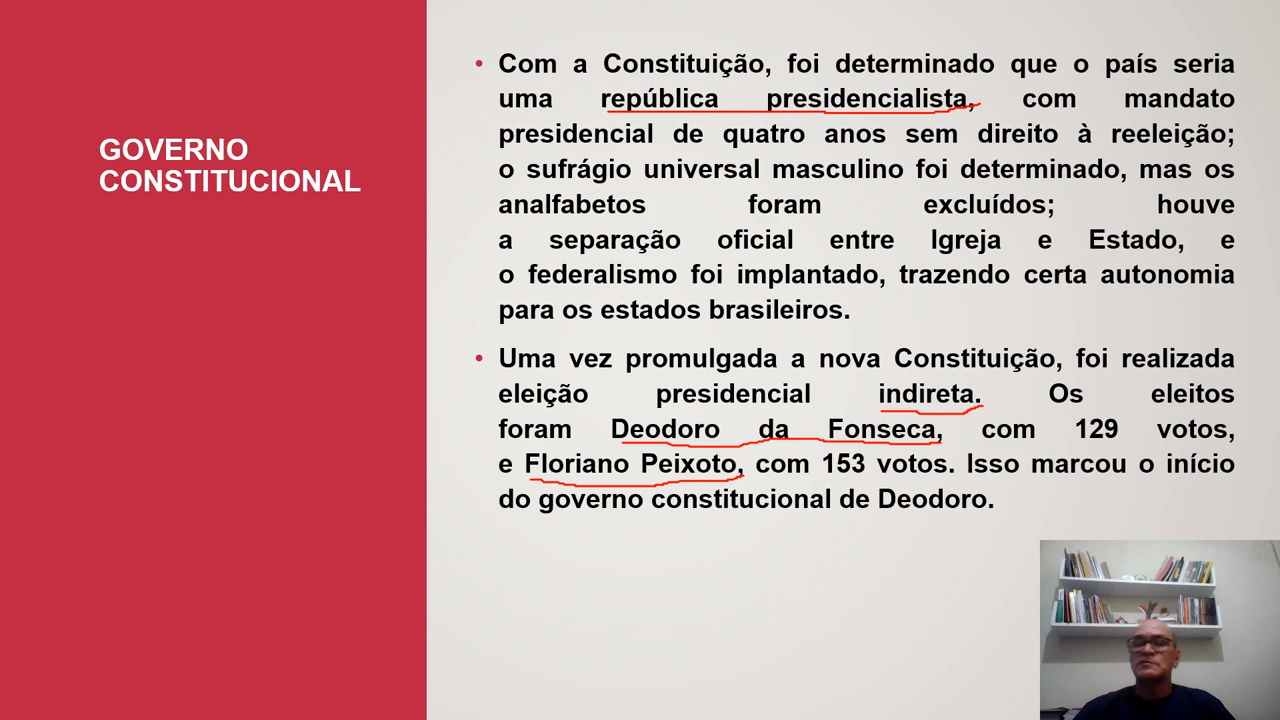 GOVERNO
CONSTITUCIONAL
• Com a Constituição, foi determinado que o país seria
uma república presidencialista, com mandato
presidencial de quatro anos sem direito à reeleição;
o sufrágio universal masculino foi determinado, mas os
analfabetos foram excluídos; houve
a separação oficial entre Igreja e Estado, e
o federalismo foi implantado, trazendo certa autonomia
para os estados brasileiros.
• Uma vez promulgada a nova Constituição, foi realizada
eleição presidencial indireta. Os eleitos
foram Deodoro da Fonseca, com 129 votos,
e Floriano Peixoto, com 153 votos. Isso marcou o início
do governo constitucional de Deodoro.